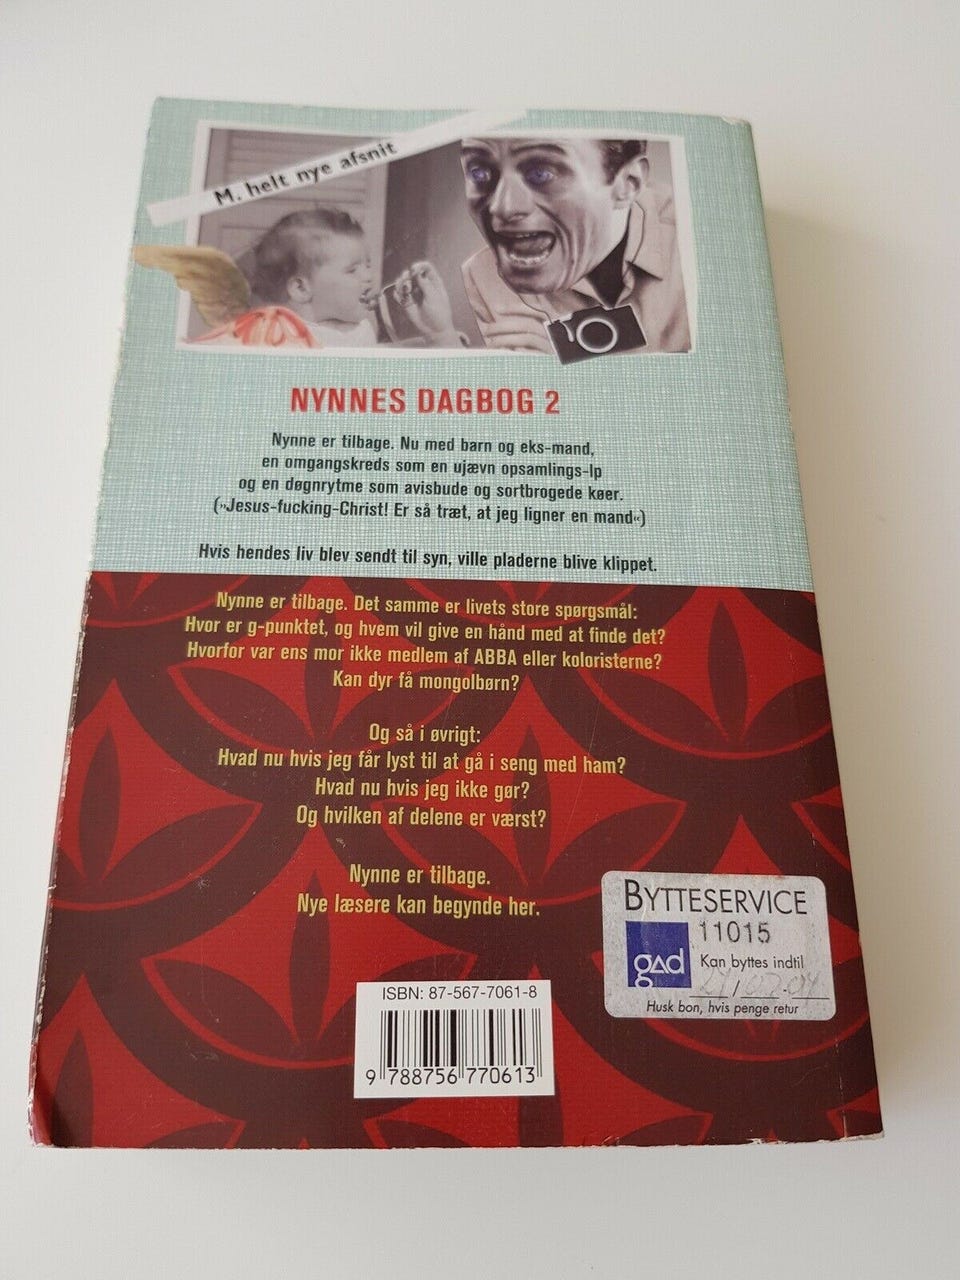 M. helt nye afsnit
NYNNES DAGBOG 2
Nynne er tilbage. Nu med barn og eks-mand,
en omgangskreds som en ujævn opsamlings-lp
og en døgnrytme som avisbude og sortbrogede køer.
(»Jesus-fucking-Christ! Er så træt, at jeg ligner en mand«)
Hvis hendes liv blev sendt til syn, ville pladerne blive klippet.
Nynne er tilbage. Det samme er livets store spørgsmål:
Hvor er g-punktet, og hvem vil give en hånd med at finde det?
Hvorfor var ens mor ikke medlem af ABBA eller koloristerne?
Kan dyr få mongolbørn?
Og så i øvrigt:
Hvad nu hvis jeg får lyst til at gå i seng med ham?
Hvad nu hvis jeg ikke gør?
Og hvilken af delene er værst?
Nynne er tilbage.
Nye læsere kan begynde her.
BYTTESERVICE
11015
gad
Kan byttes indtil
Husk bon, hvis penge retur
ISBN: 87-567-7061-8
9 788756 770613